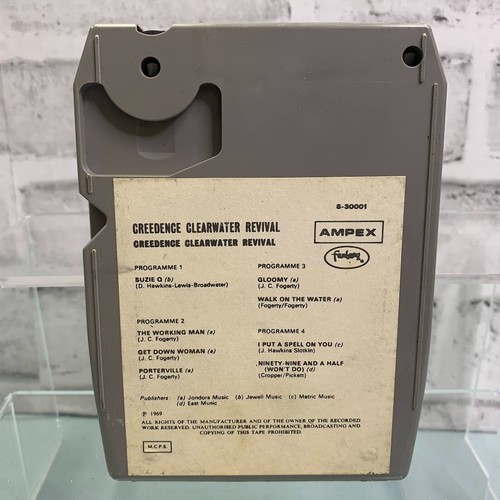 8-30001
CREEDENCE CLEARWATER REVIVAL
CREEDENCE CLEARWATER REVIVAL
AMPEX
fantasy
PROGRAMME 1
SUZIE Q (b)
(D. Hawkins-Lewis-Broadwater)
PROGRAMME 2
THE WORKING MAN (a)
(J. C. Fogerty)
GET DOWN WOMAN (a)
(J. C. Fogerty)
PORTERVILLE (a)
(J. C. Fogerty)
PROGRAMME 3
GLOOMY (a)
(J. C. Fogerty)
WALK ON THE WATER (a)
(Fogerty/Fogerty)
PROGRAMME 4
I PUT A SPELL ON YOU (c)
(J. Hawkins Slotkin)
NINETY-NINE AND A HALF
(WON'T DO) (d)
(Cropper/Pickett)
Publishers (a) Jondora Music (b) Jewell Music (c) Matric Music
(d) East Music
℗ 1969
ALL RIGHTS OF THE MANUFACTURER AND OF THE OWNER OF THE RECORDED
WORK RESERVED. UNAUTHORISED PUBLIC PERFORMANCE, BROADCASTING AND
COPYING OF THIS TAPE PROHIBITED.
M.C.P.S.